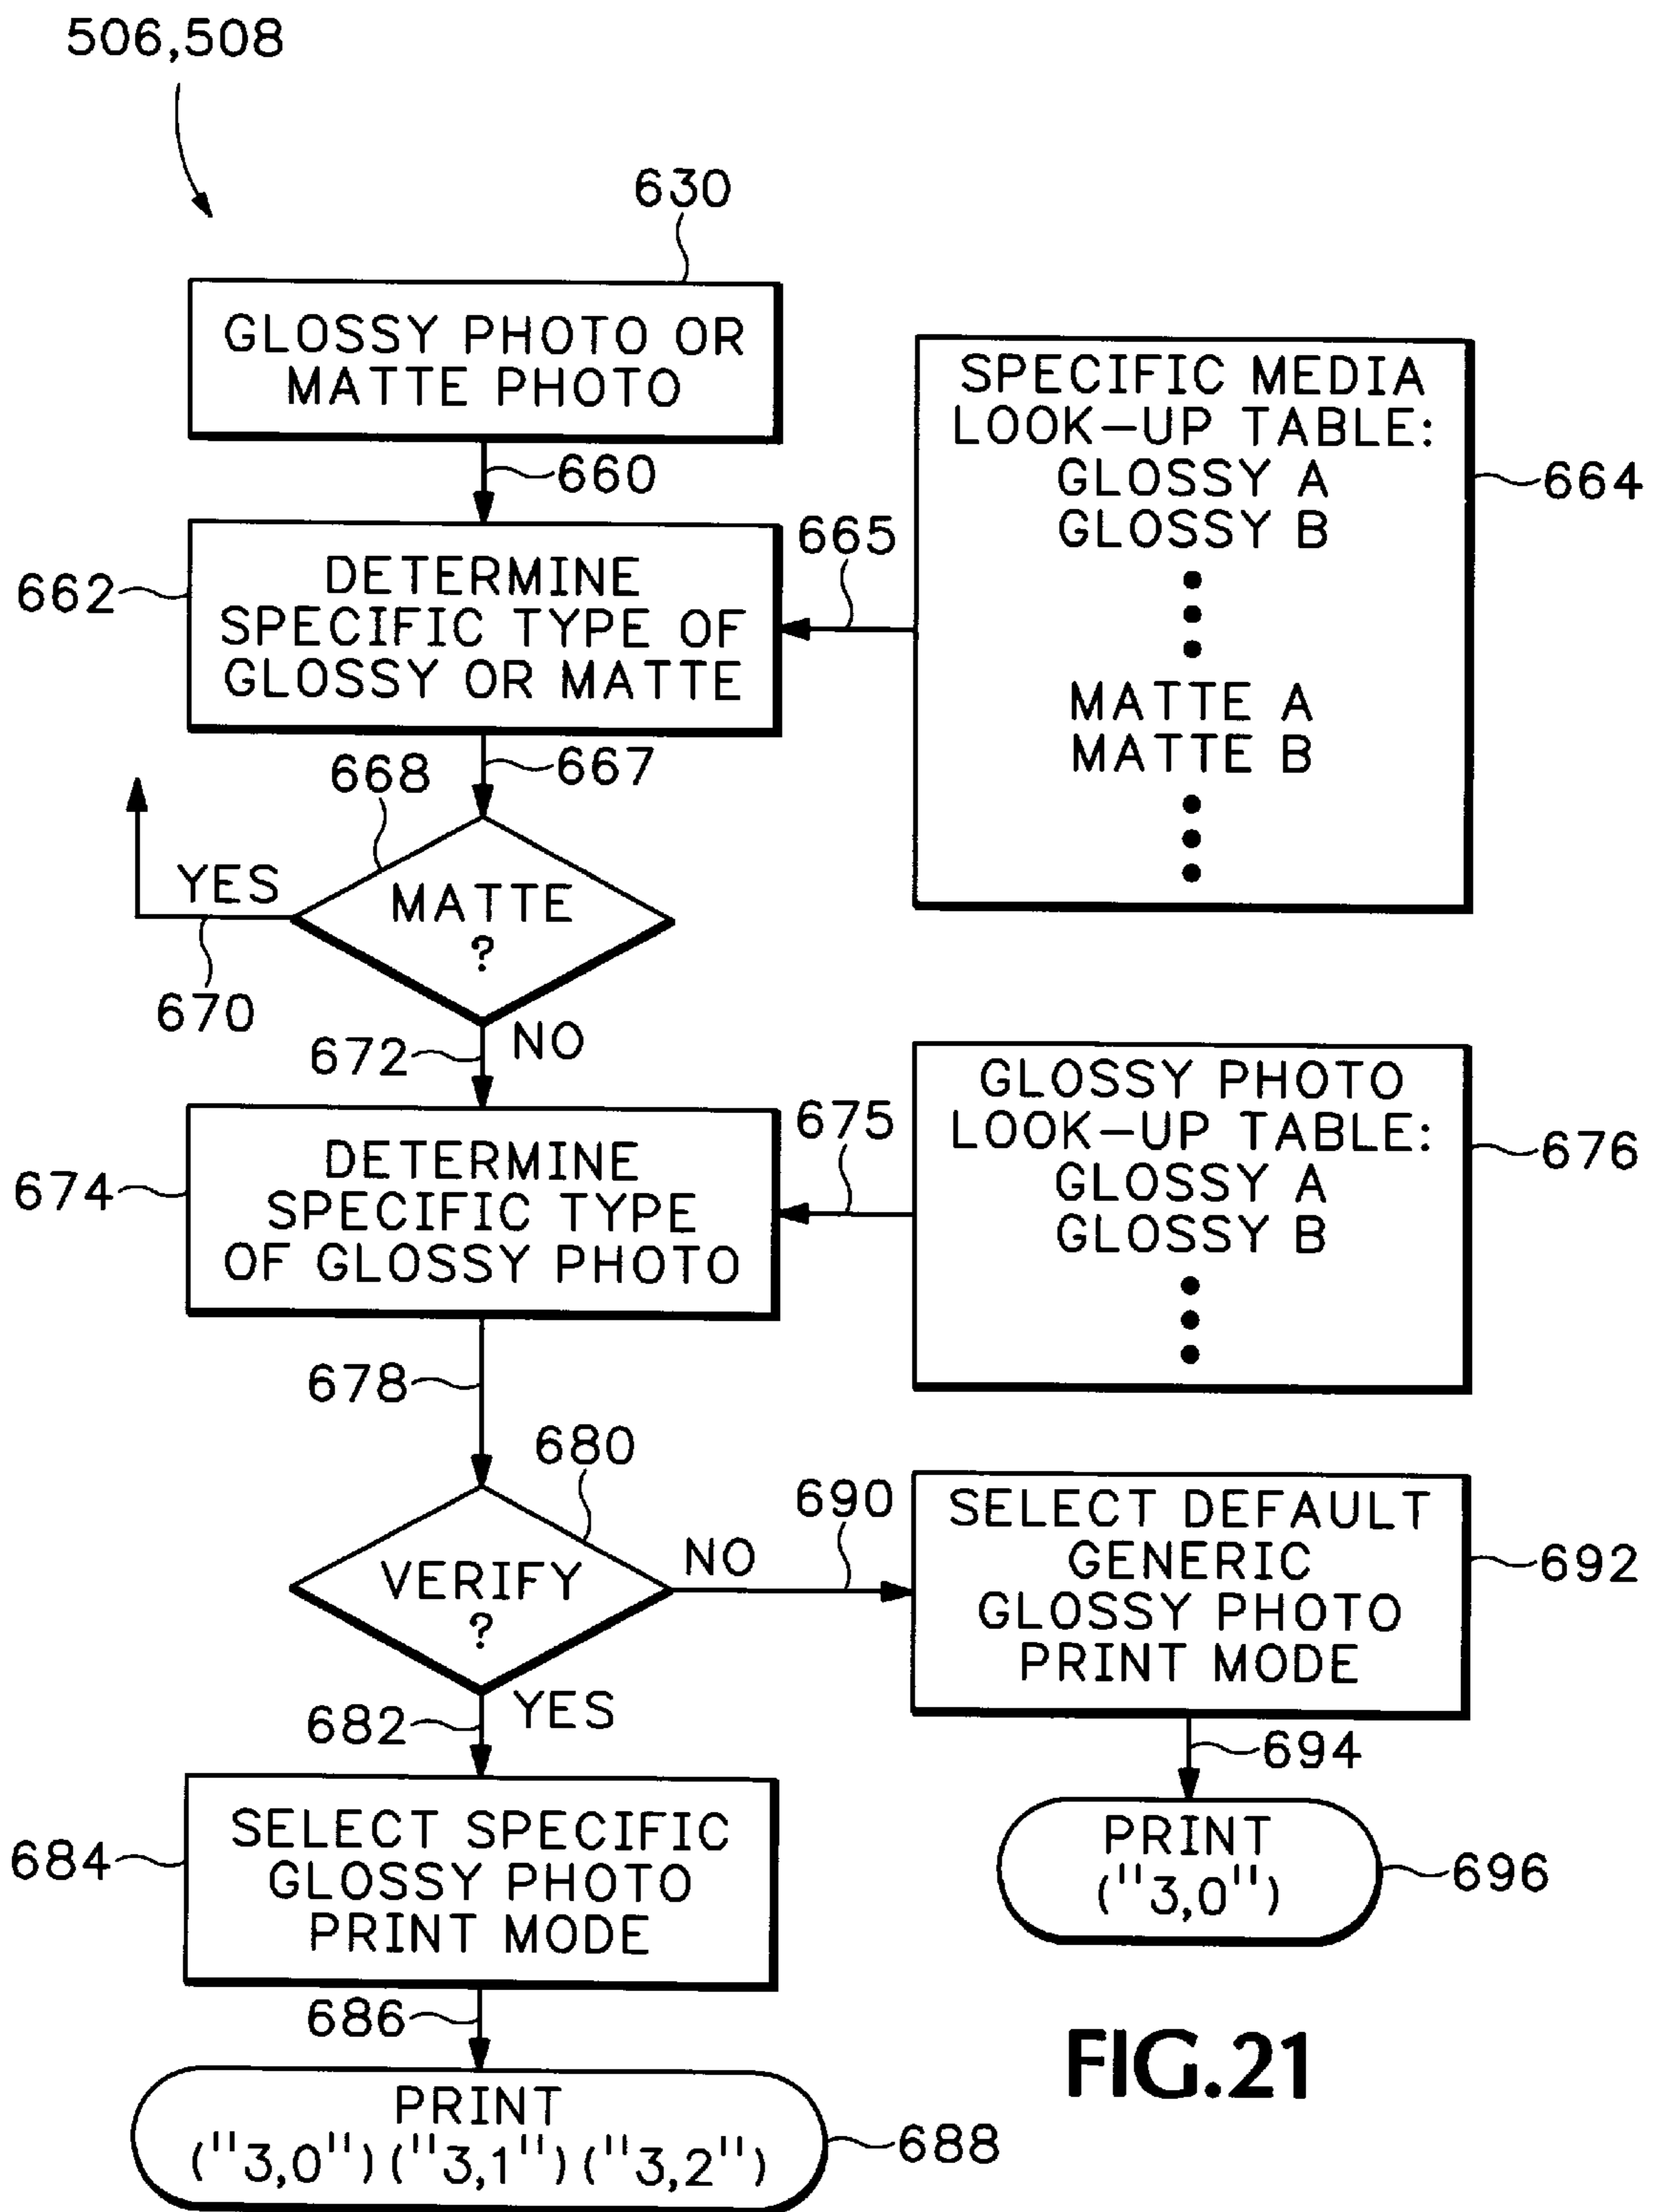 506,508
630
GLOSSY PHOTO OR
MATTE PHOTO
660
SPECIFIC MEDIA
LOOK-UP TABLE:
GLOSSY A
GLOSSY B
MATTE A
MATTE B
664
665
662
DETERMINE
SPECIFIC TYPE OF
GLOSSY OR MATTE
667
668
YES
MATTE
?
670
672
NO
GLOSSY PHOTO
LOOK-UP TABLE:
GLOSSY A
GLOSSY B
676
675
674
DETERMINE
SPECIFIC TYPE
OF GLOSSY PHOTO
678
680
VERIFY
?
NO
690
SELECT DEFAULT
GENERIC
GLOSSY PHOTO
PRINT MODE
692
682
YES
694
684
SELECT SPECIFIC
GLOSSY PHOTO
PRINT MODE
PRINT
("3,0")
696
686
PRINT
("3,0")("3,1")("3,2")
688
FIG.21